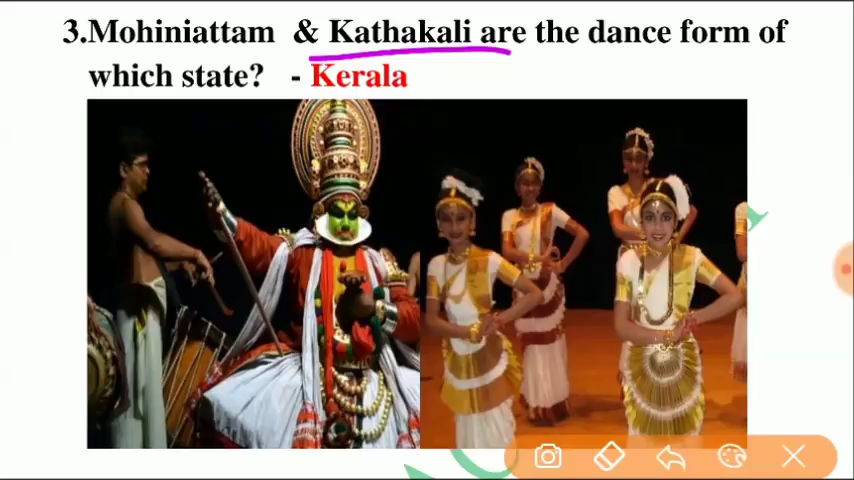 3.Mohiniattam & Kathakali are the dance form of
which state? - Kerala